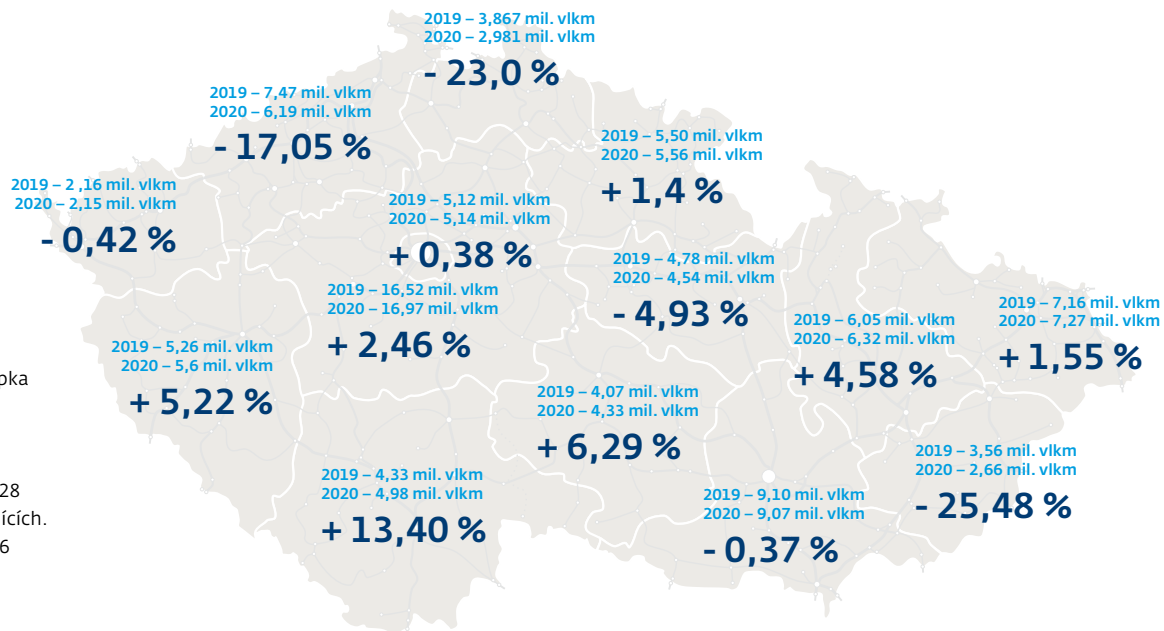 2019 – 3,867 mil. vlkm
2020 – 2,981 mil. vlkm
- 23,0 %
2019 – 7,47 mil. vlkm
2020 – 6,19 mil. vlkm
- 17,05 %
2019 – 5,50 mil. vlkm
2020 – 5,56 mil. vlkm
+ 1,4 %
2019 – 2 ,16 mil. vlkm
2020 – 2,15 mil. vlkm
- 0,42 %
2019 – 5,12 mil. vlkm
2020 – 5,14 mil. vlkm
+ 0,38 %
2019 – 4,78 mil. vlkm
2020 – 4,54 mil. vlkm
- 4,93 %
2019 – 16,52 mil. vlkm
2020 – 16,97 mil. vlkm
+ 2,46 %
2019 – 7,16 mil. vlkm
2020 – 7,27 mil. vlkm
+ 1,55 %
2019 – 6,05 mil. vlkm
2020 – 6,32 mil. vlkm
+ 4,58 %
2019 – 5,26 mil. vlkm
2020 – 5,6 mil. vlkm
+ 5,22 %
2019 – 4,07 mil. vlkm
2020 – 4,33 mil. vlkm
+ 6,29 %
2019 – 3,56 mil. vlkm
2020 – 2,66 mil. vlkm
- 25,48 %
2019 – 4,33 mil. vlkm
2020 – 4,98 mil. vlkm
+ 13,40 %
2019 – 9,10 mil. vlkm
2020 – 9,07 mil. vlkm
- 0,37 %
28
ících.
6